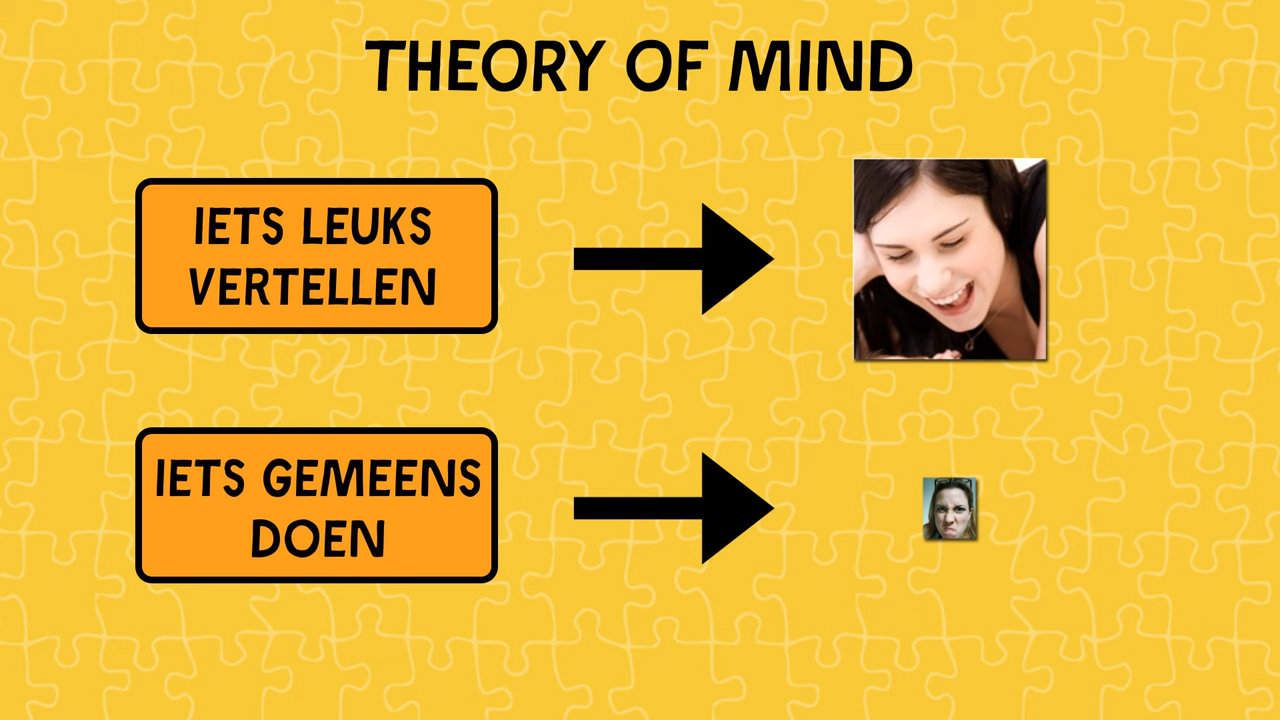 THEORY OF MIND
IETS LEUKS
VERTELLEN
IETS GEMEENS
DOEN